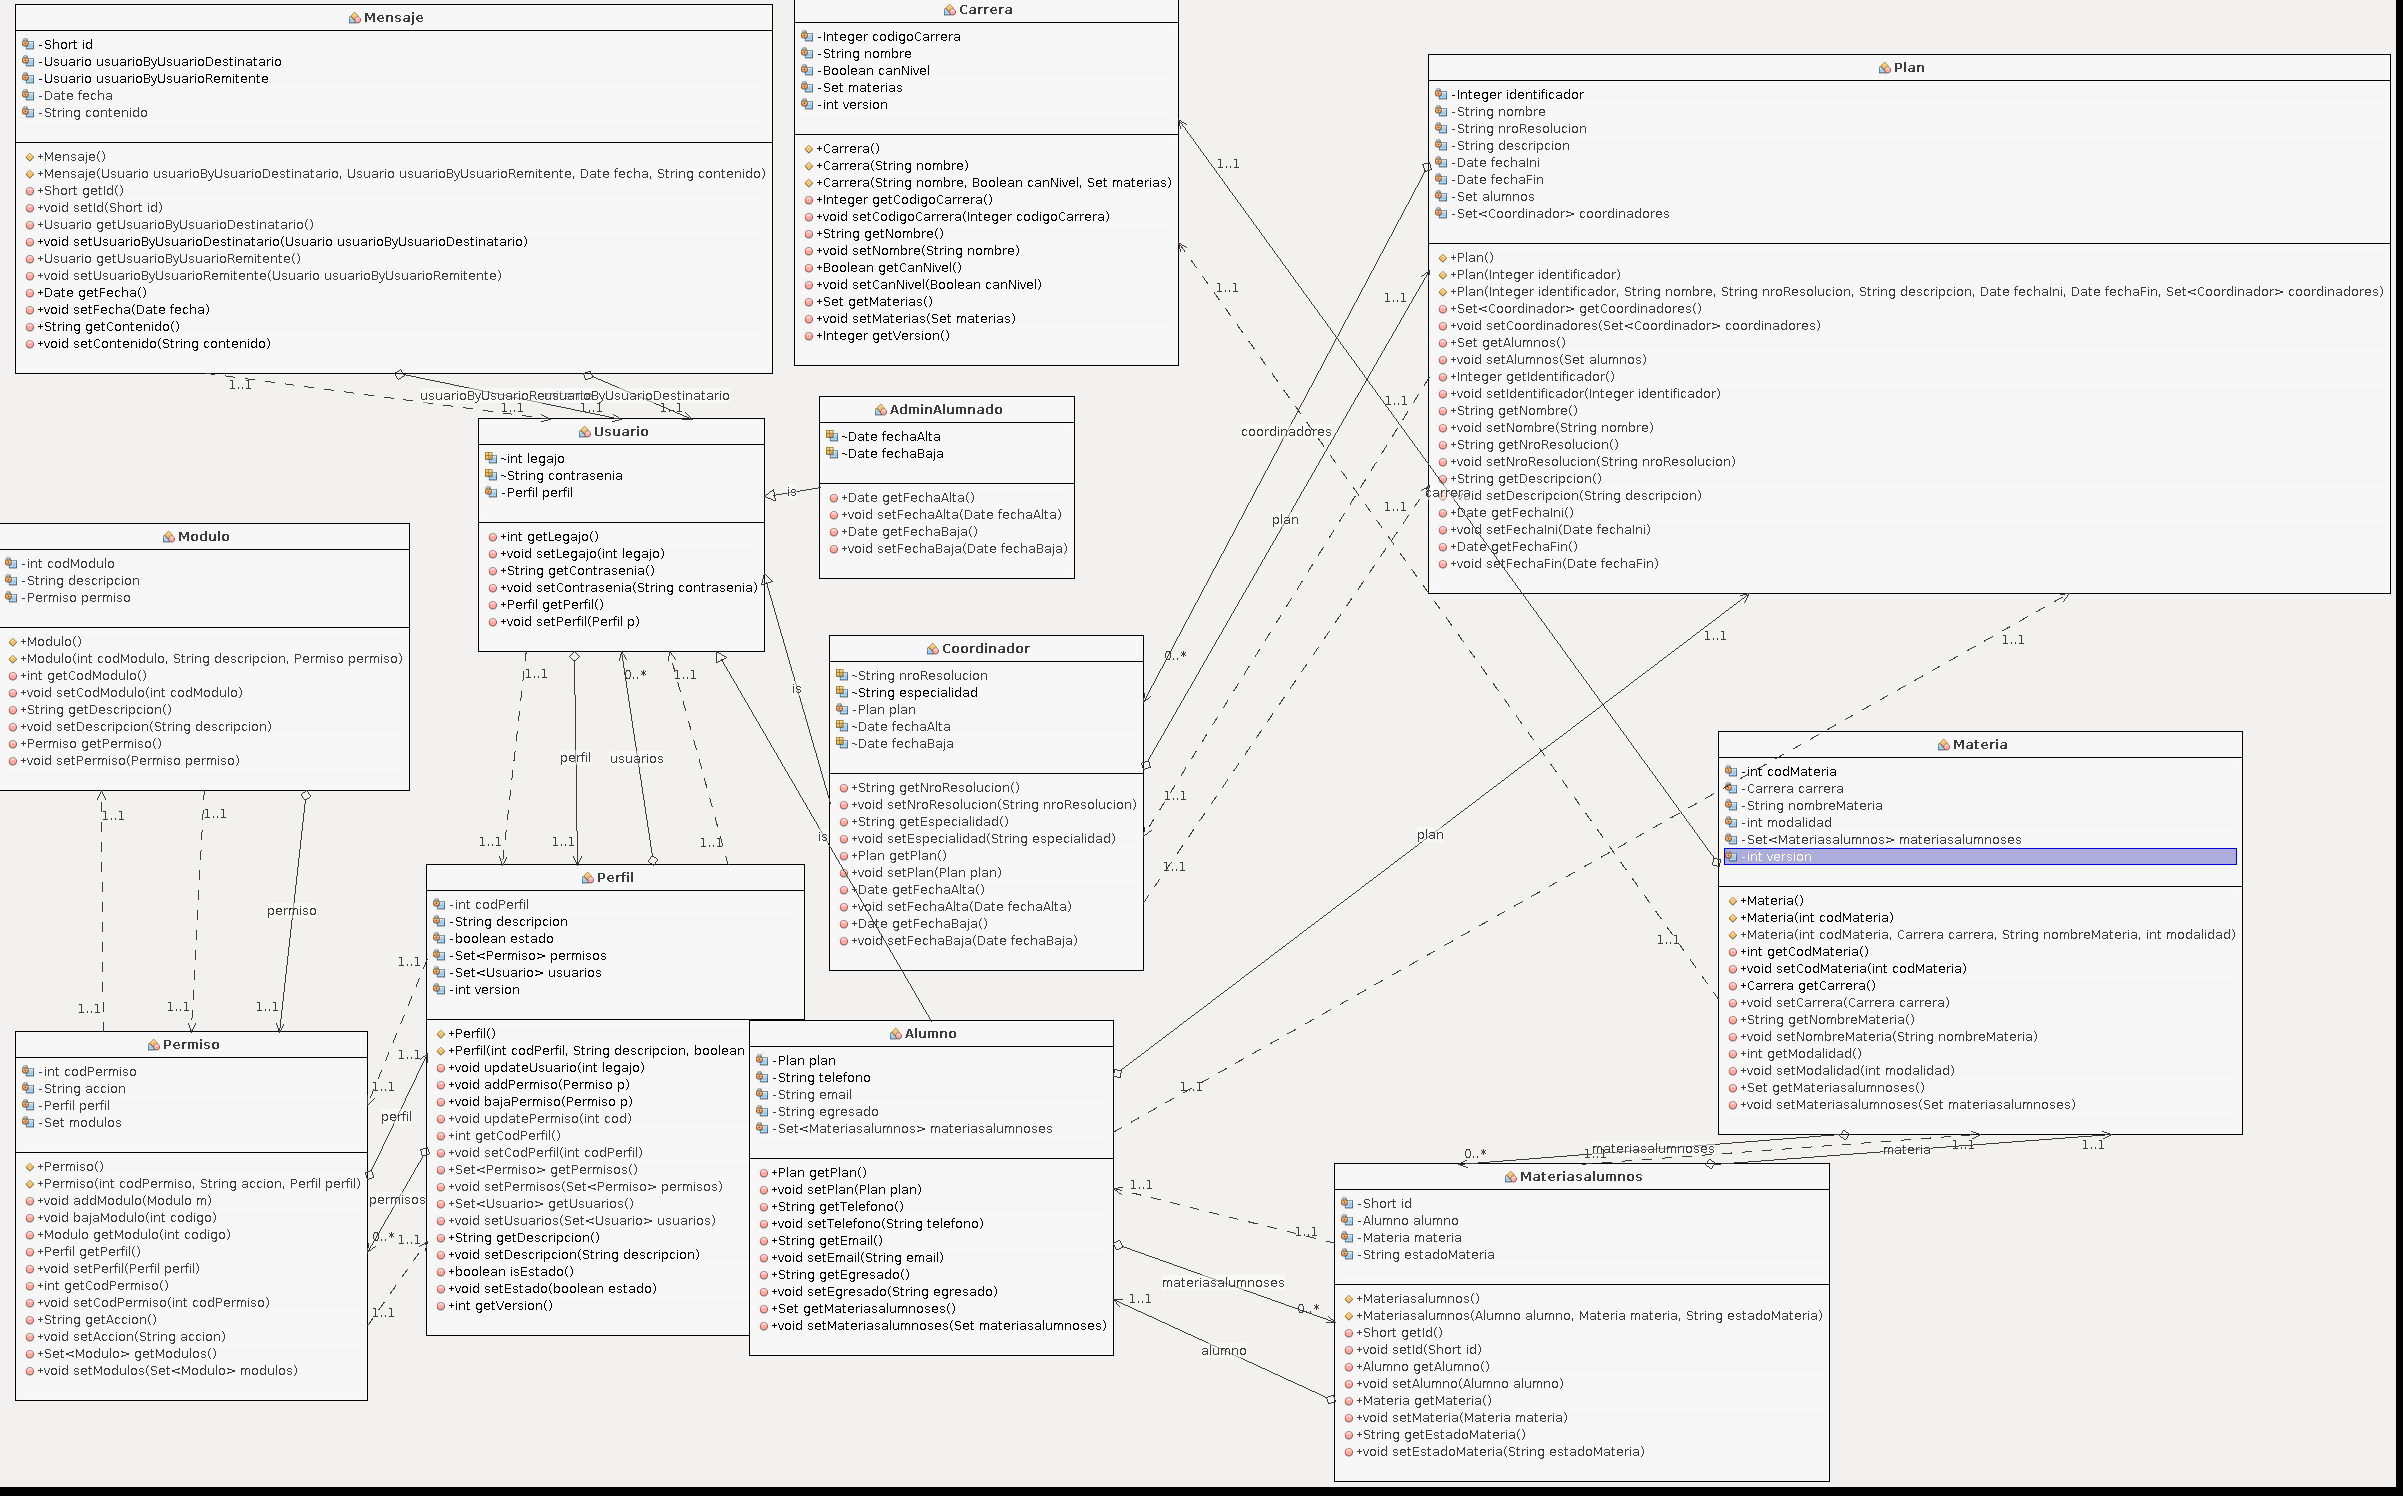 Mensaje
-Short id
-Usuario usuarioByUsuarioDestinatario
-Usuario usuarioByUsuarioRemitente
-Date fecha
-String contenido
+Mensaje()
+Mensaje(Usuario usuarioByUsuarioDestinatario, Usuario usuarioByUsuarioRemitente, Date fecha, String contenido)
+Short getId()
+void setId(Short id)
+Usuario getUsuarioByUsuarioDestinatario()
+void setUsuarioByUsuarioDestinatario(Usuario usuarioByUsuarioDestinatario)
+Usuario getUsuarioByUsuarioRemitente()
+void setUsuarioByUsuarioRemitente(Usuario usuarioByUsuarioRemitente)
+Date getFecha()
+void setFecha(Date fecha)
+String getContenido()
+void setContenido(String contenido)
Carrera
-Integer codigoCarrera
-String nombre
-Boolean canNivel
-Set materias
-int version
+Carrera()
+Carrera(String nombre)
+Carrera(String nombre, Boolean canNivel, Set materias)
+Integer getCodigoCarrera()
+void setCodigoCarrera(Integer codigoCarrera)
+String getNombre()
+void setNombre(String nombre)
+Boolean getCanNivel()
+void setCanNivel(Boolean canNivel)
+Set getMaterias()
+void setMaterias(Set materias)
+Integer getVersion()
1..1
1..1
Plan
-Integer identificador
-String nombre
-String nroResolucion
-String descripcion
-Date fechaIni
-Date fechaFin
-Set alumnos
-Set<Coordinador> coordinadores
+Plan()
+Plan(Integer identificador)
+Plan(Integer identificador, String nombre, String nroResolucion, String descripcion, Date fechaIni, Date fechaFin, Set<Coordinador> coordinadores)
+Set<Coordinador> getCoordinadores()
+void setCoordinadores(Set<Coordinador> coordinadores)
+Set getAlumnos()
+void setAlumnos(Set alumnos)
+Integer getIdentificador()
+void setIdentificador(Integer identificador)
+String getNombre()
+void setNombre(String nombre)
+String getNroResolucion()
+void setNroResolucion(String nroResolucion)
+String getDescripcion()
+void setDescripcion(String descripcion)
+Date getFechaIni()
+void setFechaIni(Date fechaIni)
+Date getFechaFin()
+void setFechaFin(Date fechaFin)
1..1
1..1
1..1
carrera
coordinadores
plan
1..1
1..1
1..1
usuarioByUsuarioDestinatario
1..1
1..1
1..1
Usuario
~int legajo
~String contrasenia
-Perfil perfil
+int getLegajo()
+void setLegajo(int legajo)
+String getContrasenia()
+void setContrasenia(String contrasenia)
+Perfil getPerfil()
+void setPerfil(Perfil p)
AdminAlumnado
~Date fechaAlta
~Date fechaBaja
+Date getFechaAlta()
+void setFechaAlta(Date fechaAlta)
+Date getFechaBaja()
+void setFechaBaja(Date fechaBaja)
is
Modulo
-int codModulo
-String descripcion
-Permiso permiso
+Modulo()
+Modulo(int codModulo, String descripcion, Permiso permiso)
+int getCodModulo()
+void setCodModulo(int codModulo)
+String getDescripcion()
+void setDescripcion(String descripcion)
+Permiso getPermiso()
+void setPermiso(Permiso permiso)
1..1
0..*
1..1
perfil
usuarios
is
is
1..1
1..1
1..1
Coordinador
~String nroResolucion
~String especialidad
-Plan plan
~Date fechaAlta
~Date fechaBaja
+String getNroResolucion()
+void setNroResolucion(String nroResolucion)
+String getEspecialidad()
+void setEspecialidad(String especialidad)
+Plan getPlan()
+void setPlan(Plan plan)
+Date getFechaAlta()
+void setFechaAlta(Date fechaAlta)
+Date getFechaBaja()
+void setFechaBaja(Date fechaBaja)
0..*
1..1
1..1
plan
Materia
-int codMateria
-Carrera carrera
-String nombreMateria
-int modalidad
-Set<Materiasalumnos> materiasalumnoses
-int version
+Materia()
+Materia(int codMateria)
+Materia(int codMateria, Carrera carrera, String nombreMateria, int modalidad)
+int getCodMateria()
+void setCodMateria(int codMateria)
+Carrera getCarrera()
+void setCarrera(Carrera carrera)
+String getNombreMateria()
+void setNombreMateria(String nombreMateria)
+int getModalidad()
+void setModalidad(int modalidad)
+Set getMateriasalumnoses()
+void setMateriasalumnoses(Set materiasalumnoses)
1..1
1..1
1..1
permiso
1..1
1..1
1..1
Permiso
-int codPermiso
-String accion
-Perfil perfil
-Set modulos
+Permiso()
+Permiso(int codPermiso, String accion, Perfil perfil)
+void addModulo(Modulo m)
+void bajaModulo(int codigo)
+Modulo getModulo(int codigo)
+Perfil getPerfil()
+void setPerfil(Perfil perfil)
+int getCodPermiso()
+void setCodPermiso(int codPermiso)
+String getAccion()
+void setAccion(String accion)
+Set<Modulo> getModulos()
+void setModulos(Set<Modulo> modulos)
1..1
1..1
1..1
perfil
permisos
0..*
1..1
1..1
Perfil
-int codPerfil
-String descripcion
-boolean estado
-Set<Permiso> permisos
-Set<Usuario> usuarios
-int version
+Perfil()
+Perfil(int codPerfil, String descripcion, boolean
+void updateUsuario(int legajo)
+void addPermiso(Permiso p)
+void bajaPermiso(Permiso p)
+void updatePermiso(int cod)
+int getCodPerfil()
+void setCodPerfil(int codPerfil)
+Set<Permiso> getPermisos()
+void setPermisos(Set<Permiso> permisos)
+Set<Usuario> getUsuarios()
+void setUsuarios(Set<Usuario> usuarios)
+String getDescripcion()
+void setDescripcion(String descripcion)
+boolean isEstado()
+void setEstado(boolean estado)
+int getVersion()
Alumno
-Plan plan
-String telefono
-String email
-String egresado
-Set<Materiasalumnos> materiasalumnoses
+Plan getPlan()
+void setPlan(Plan plan)
+String getTelefono()
+void setTelefono(String telefono)
+String getEmail()
+void setEmail(String email)
+String getEgresado()
+void setEgresado(String egresado)
+Set getMateriasalumnoses()
+void setMateriasalumnoses(Set materiasalumnoses)
1..1
1..1
1..1
materiasalumnoses
0..*
1..1
alumno
0..*
1..1
materiasalumnoses
materia
1..1
1..1
Materiasalumnos
-Short id
-Alumno alumno
-Materia materia
-String estadoMateria
+Materiasalumnos()
+Materiasalumnos(Alumno alumno, Materia materia, String estadoMateria)
+Short getId()
+void setId(Short id)
+Alumno getAlumno()
+void setAlumno(Alumno alumno)
+Materia getMateria()
+void setMateria(Materia materia)
+String getEstadoMateria()
+void setEstadoMateria(String estadoMateria)